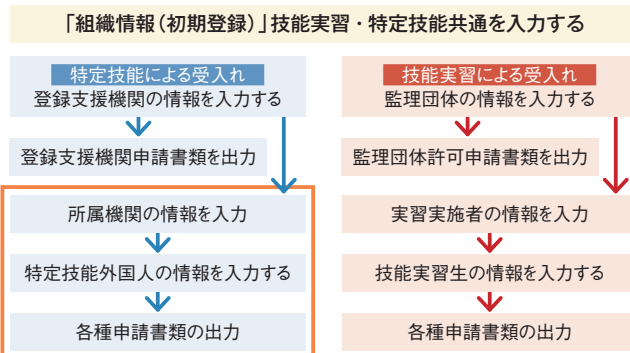 「組織情報(初期登録)」技能実習・特定技能共通を入力する
特定技能による受入れ
登録支援機関の情報を入力する
登録支援機関申請書類を出力
所属機関の情報を入力
特定技能外国人の情報を入力する
各種申請書類の出力
技能実習による受入れ
監理団体の情報を入力する
監理団体許可申請書類を出力
実習実施者の情報を入力
技能実習生の情報を入力する
各種申請書類の出力